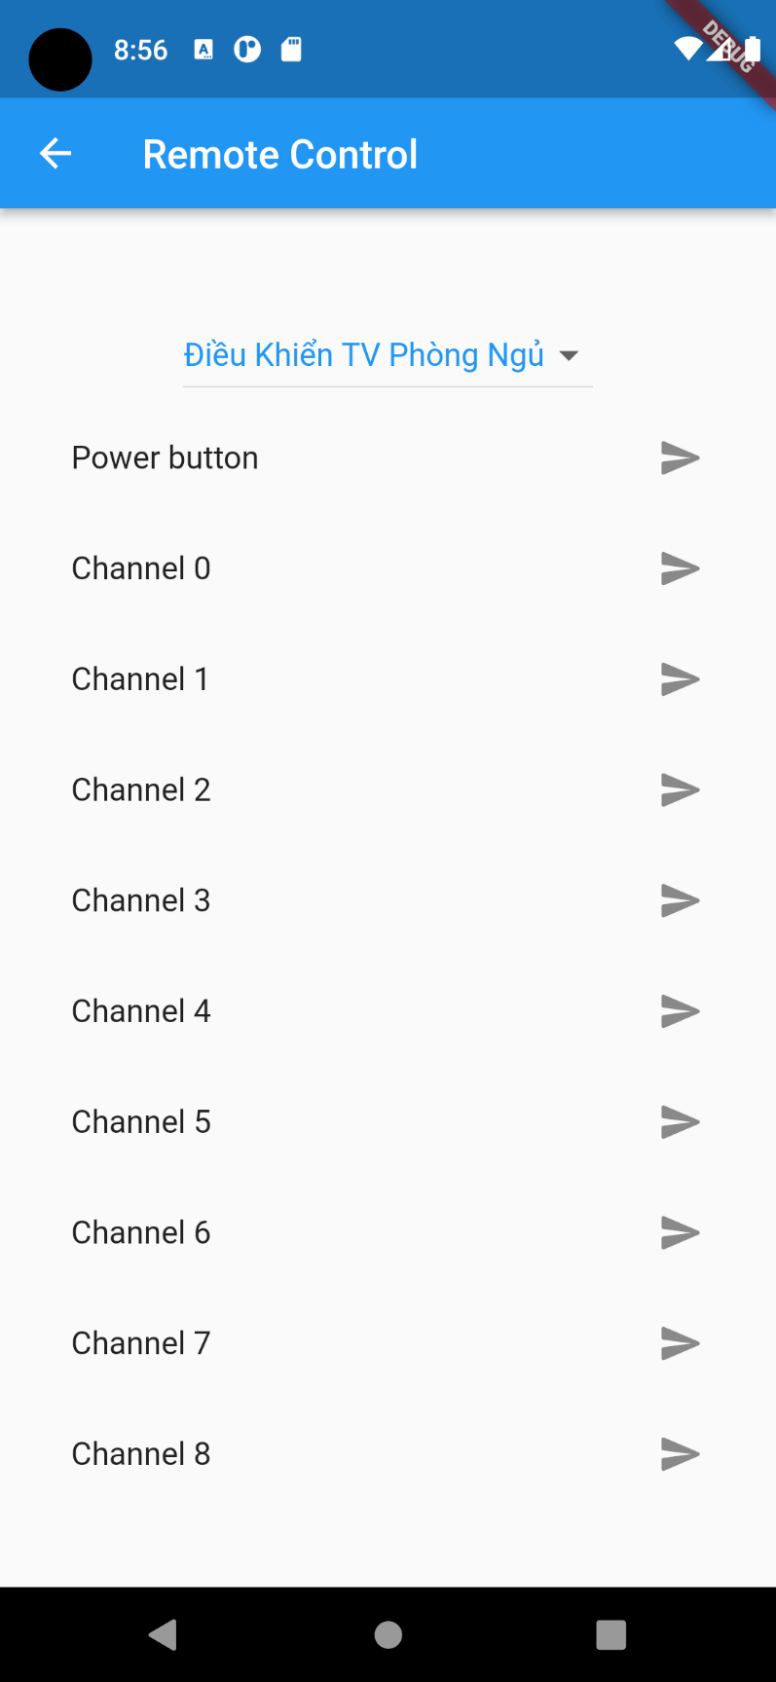 8:56
DEBUG
Remote Control
Điều Khiển TV Phòng Ngủ
Power button
Channel 0
Channel 1
Channel 2
Channel 3
Channel 4
Channel 5
Channel 6
Channel 7
Channel 8